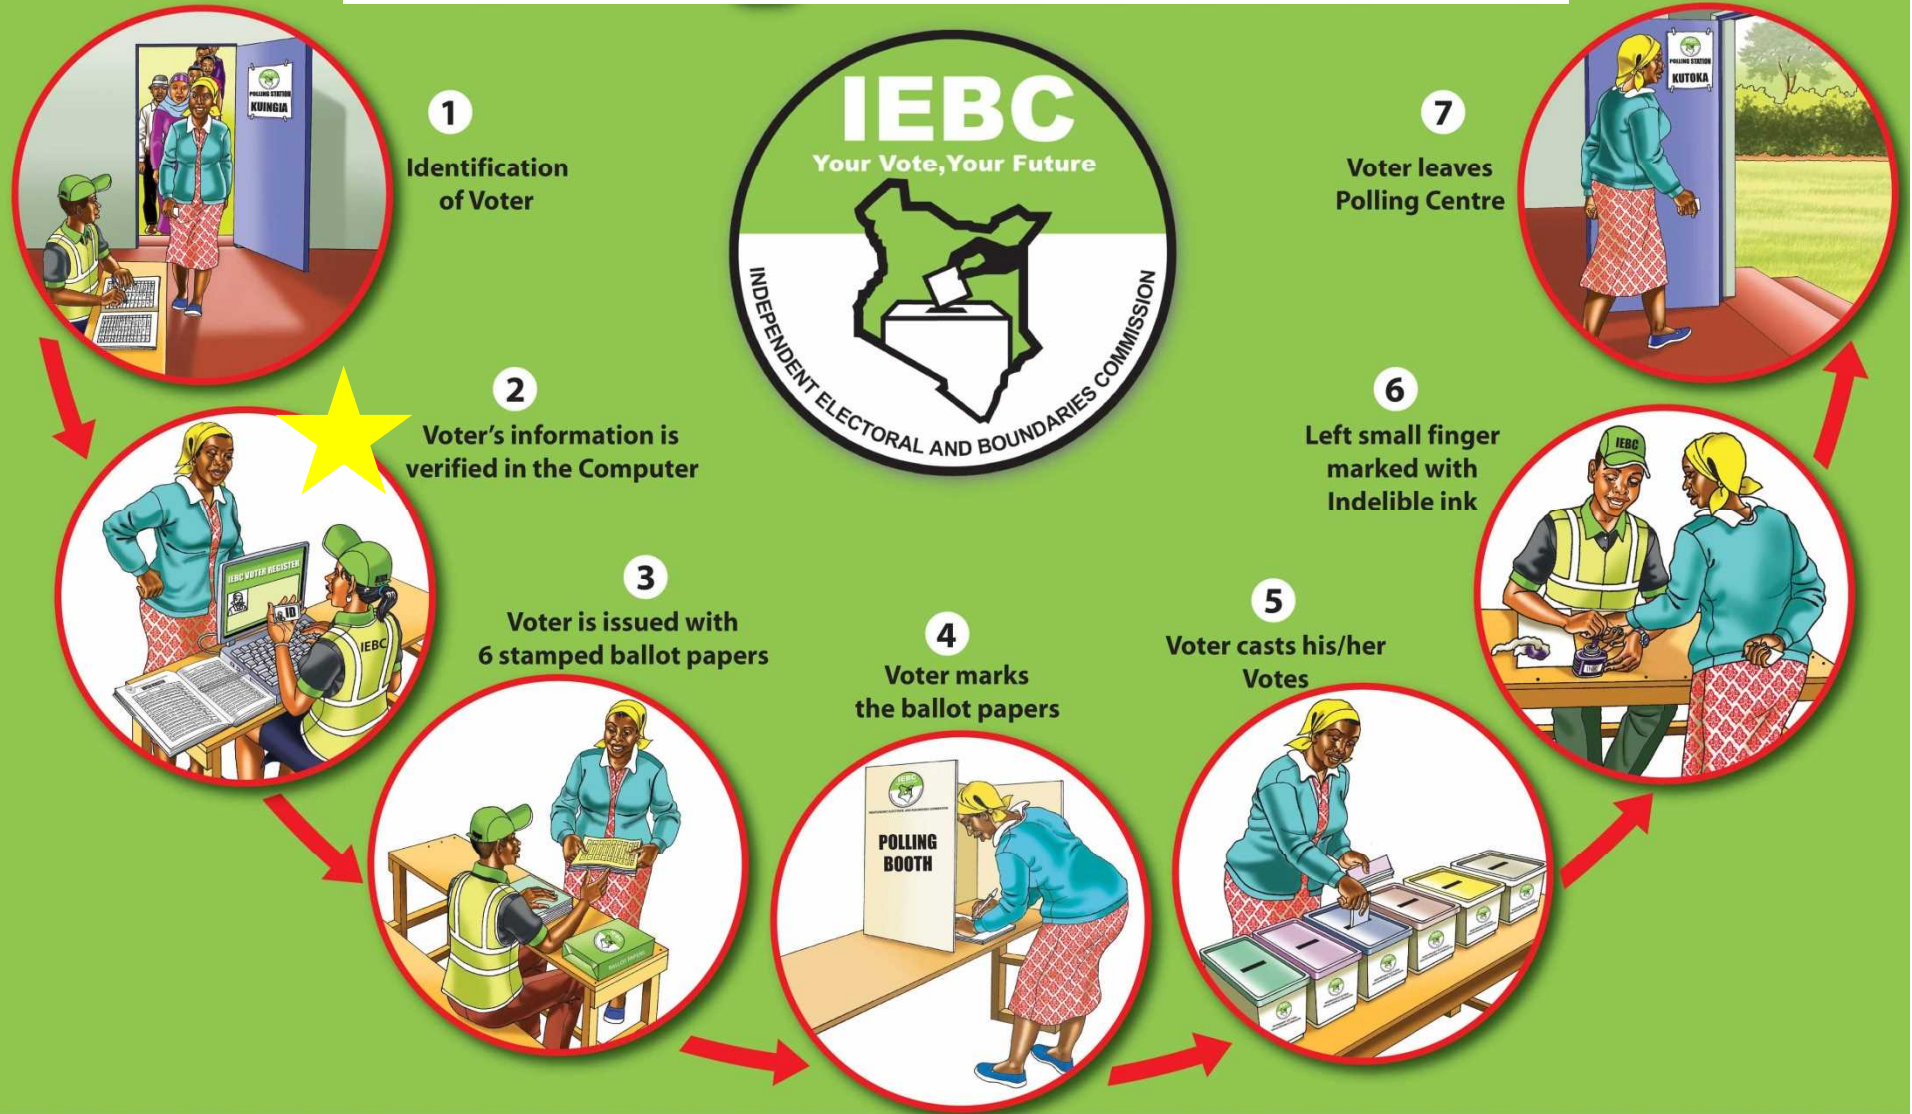 1
Identification
of Voter
POLLING STATION
KUINGIA
2
Voter's information is
verified in the Computer
IEBC VOTER REGISTER
ID
IEBC
3
Voter is issued with
6 stamped ballot papers
BALLOT PAPERS
4
Voter marks
the ballot papers
IEBC
POLLING
BOOTH
5
Voter casts his/her
Votes
6
Left small finger
marked with
Indelible ink
IEBC
7
Voter leaves
Polling Centre
POLLING STATION
KUTOKA
IEBC
Your Vote,Your Future
INDEPENDENT ELECTORAL AND BOUNDARIES COMMISSION